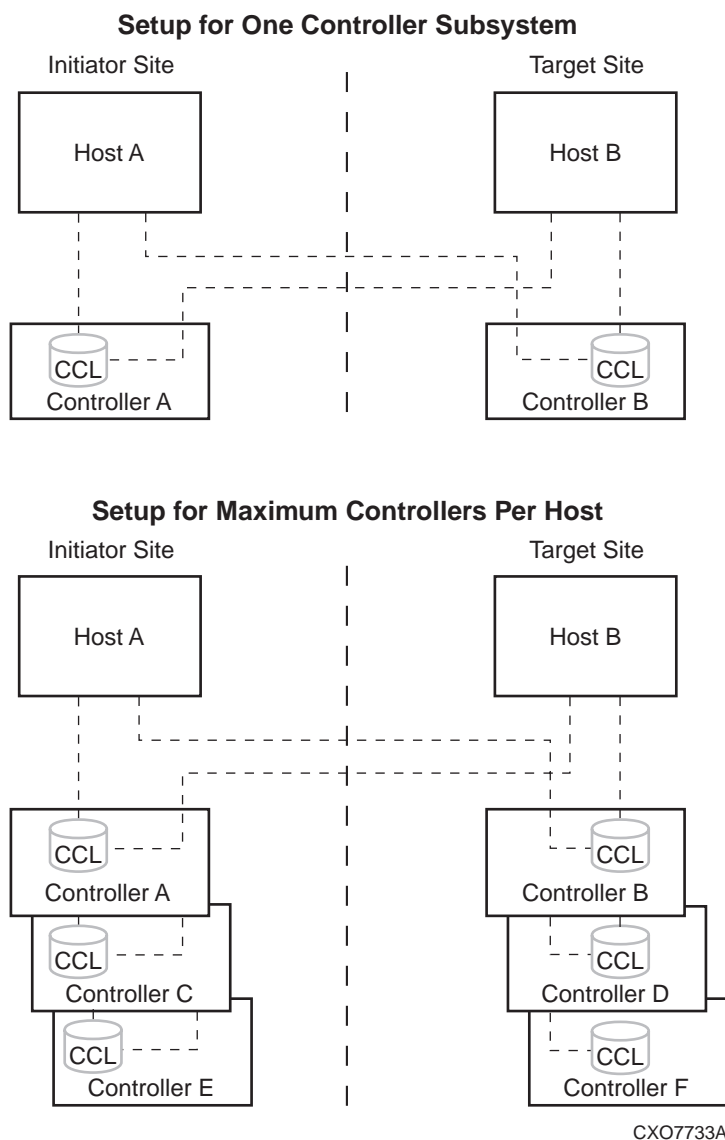 Setup for One Controller Subsystem
Initiator Site
Target Site
Host A
Host B
CCL
CCL
Controller A
Controller B
Setup for Maximum Controllers Per Host
Initiator Site
Target Site
Host A
Host B
CCL
CCL
Controller A
Controller B
CCL
CCL
Controller C
Controller D
CCL
CCL
Controller E
Controller F
CXO7733A